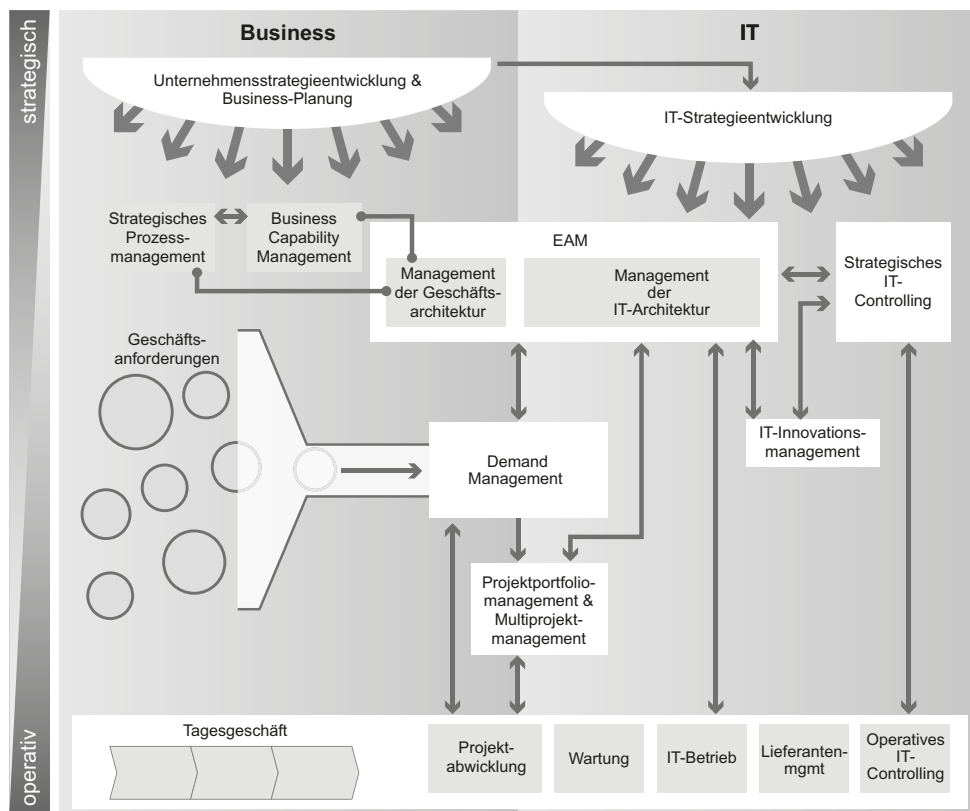 strategisch
Business
IT
Unternehmensstrategieentwicklung &
Business-Planung
IT-Strategieentwicklung
Strategisches
Prozess-
management
Business
Capability
Management
EAM
Management
der Geschäfts-
architektur
Management
der
IT-Architektur
Strategisches
IT-
Controlling
Geschäfts-
anforderungen
IT-Innovations-
management
Demand
Management
Projektportfolio-
management &
Multiprojekt-
management
operativ
Tagesgeschäft
Projekt-
abwicklung
Wartung
IT-Betrieb
Lieferanten-
mgmt
Operatives
IT-
Controlling